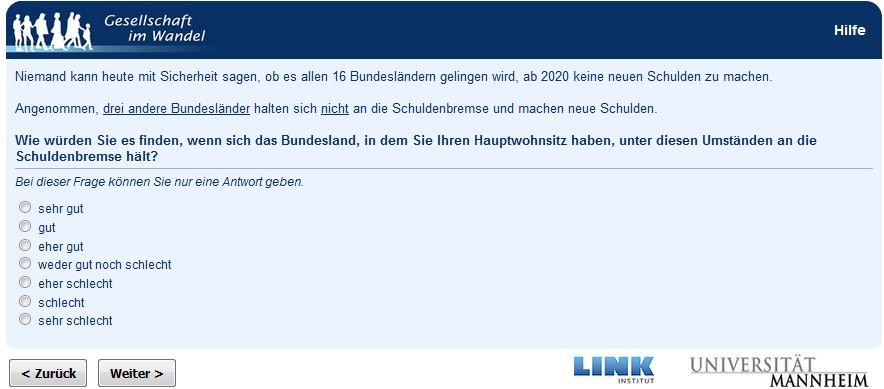 Gesellschaft
im Wandel
Hilfe
Niemand kann heute mit Sicherheit sagen, ob es allen 16 Bundesländern gelingen wird, ab 2020 keine neuen Schulden zu machen.
Angenommen, drei andere Bundesländer halten sich nicht an die Schuldenbremse und machen neue Schulden.
Wie würden Sie es finden, wenn sich das Bundesland, in dem Sie Ihren Hauptwohnsitz haben, unter diesen Umständen an die
Schuldenbremse hält?
Bei dieser Frage können Sie nur eine Antwort geben.
sehr gut
gut
eher gut
weder gut noch schlecht
eher schlecht
schlecht
sehr schlecht
< Zurück
Weiter >
LINK
INSTITUT
UNIVERSITÄT
MANNHEIM